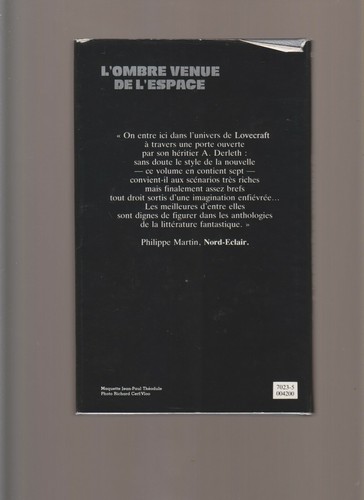 L'OMBRE VENUE
DE L'ESPACE
« On entre ici dans l'univers de Lovecraft
à travers une porte ouverte
par son héritier A. Derleth :
sans doute le style de la nouvelle
— ce volume en contient sept —
convient-il aux scénarios très riches
mais finalement assez brefs
tout droit sortis d'une imagination enfiévrée...
Les meilleures d'entre elles
sont dignes de figurer dans les anthologies
de la littérature fantastique. »
Philippe Martin, Nord-Eclair.
Maquette Jean-Paul Théodule
Photo Richard Cerf/Viso
7023-5
004200